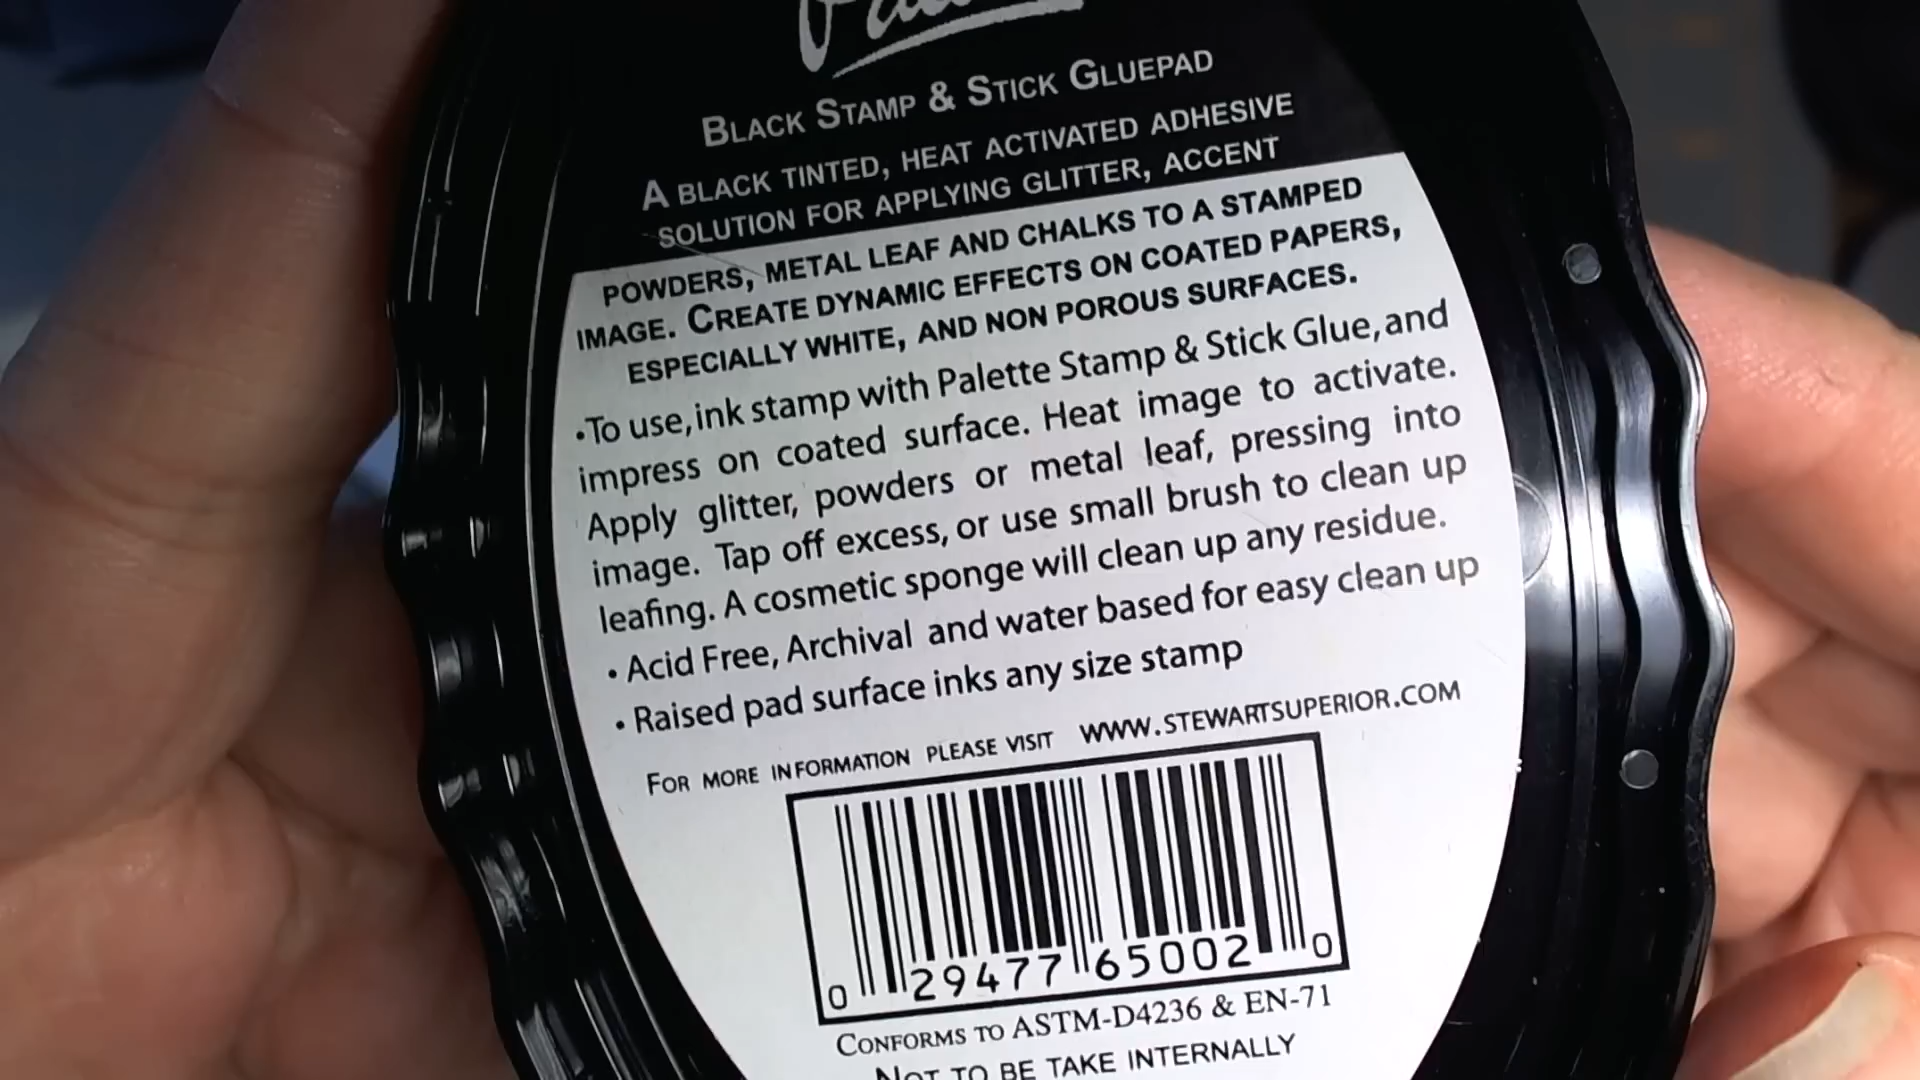 BLACK STAMP & STICK GLUEPAD
A BLACK TINTED, HEAT ACTIVATED ADHESIVE
SOLUTION FOR APPLYING GLITTER, ACCENT
POWDERS, METAL LEAF AND CHALKS TO A STAMPED
IMAGE. CREATE DYNAMIC EFFECTS ON COATED PAPERS,
ESPECIALLY WHITE, AND NON POROUS SURFACES.
•To use, ink stamp with Palette Stamp & Stick Glue, and
impress on coated surface. Heat image to activate.
Apply glitter, powders or metal leaf, pressing into
image. Tap off excess, or use small brush to clean up
leafing. A cosmetic sponge will clean up any residue.
• Acid Free, Archival and water based for easy clean up
• Raised pad surface inks any size stamp
FOR MORE INFORMATION PLEASE VISIT WWW.STEWARTSUPERIOR.COM
0 29477 65002 0
CONFORMS TO ASTM-D4236 & EN-71
NOT TO BE TAKE INTERNALLY